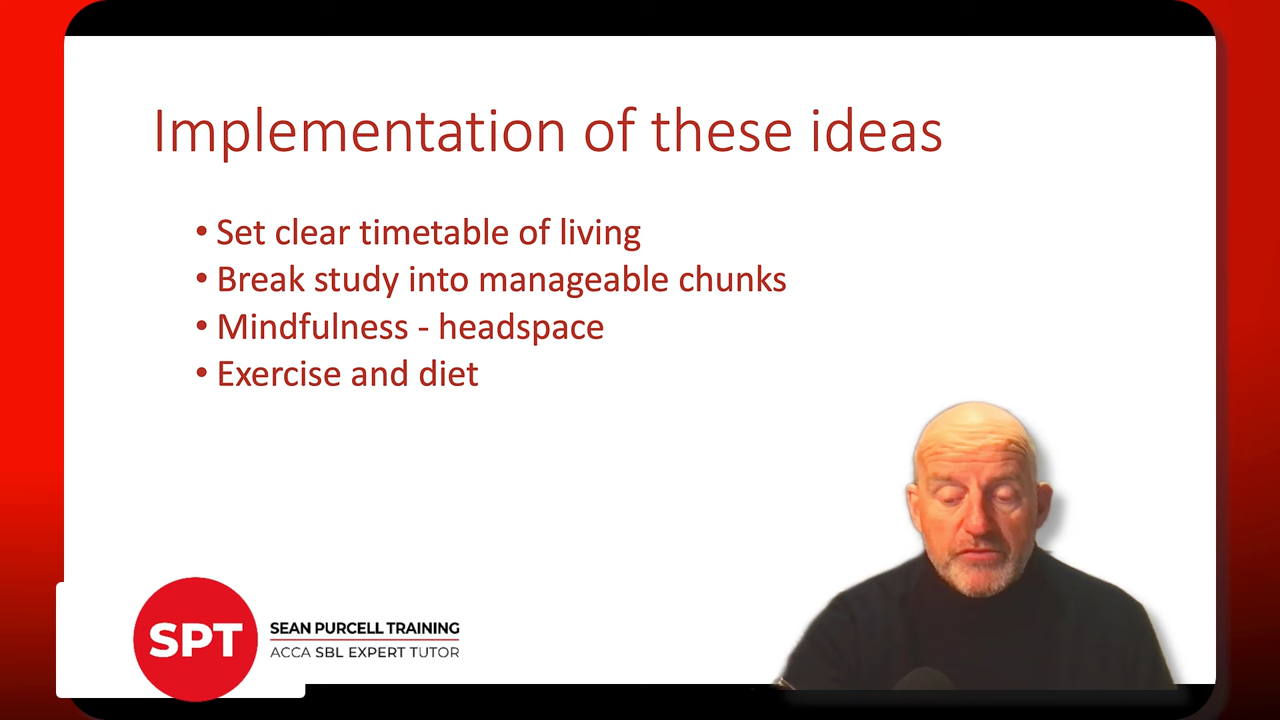 Implementation of these ideas
• Set clear timetable of living
• Break study into manageable chunks
• Mindfulness - headspace
• Exercise and diet
SPT
SEAN PURCELL TRAINING
ACCA SBL EXPERT TUTOR